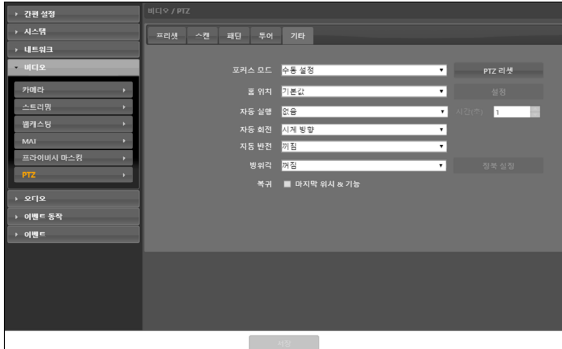 비디오 / PTZ
간편 설정
시스템
네트워크
비디오
카메라
스트리밍
웹캐스팅
MAI
프라이버시 마스킹
PTZ
오디오
이벤트 동작
이벤트
프리셋 스캔 패턴 투어 기타
포커스 모드 수동 설정 PTZ 리셋
홈 위치 기본값 설정
자동 실행 없음 시간(초) 1
자동 회전 시계 방향
자동 반전 꺼짐
방위각 꺼짐 정북 설정
복귀 마지막 위치 & 기능
저장